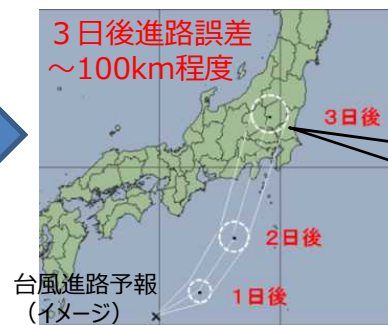 ３日後進路誤差
～100km程度
３日後
２日後
１日後
台風進路予報
（イメージ）